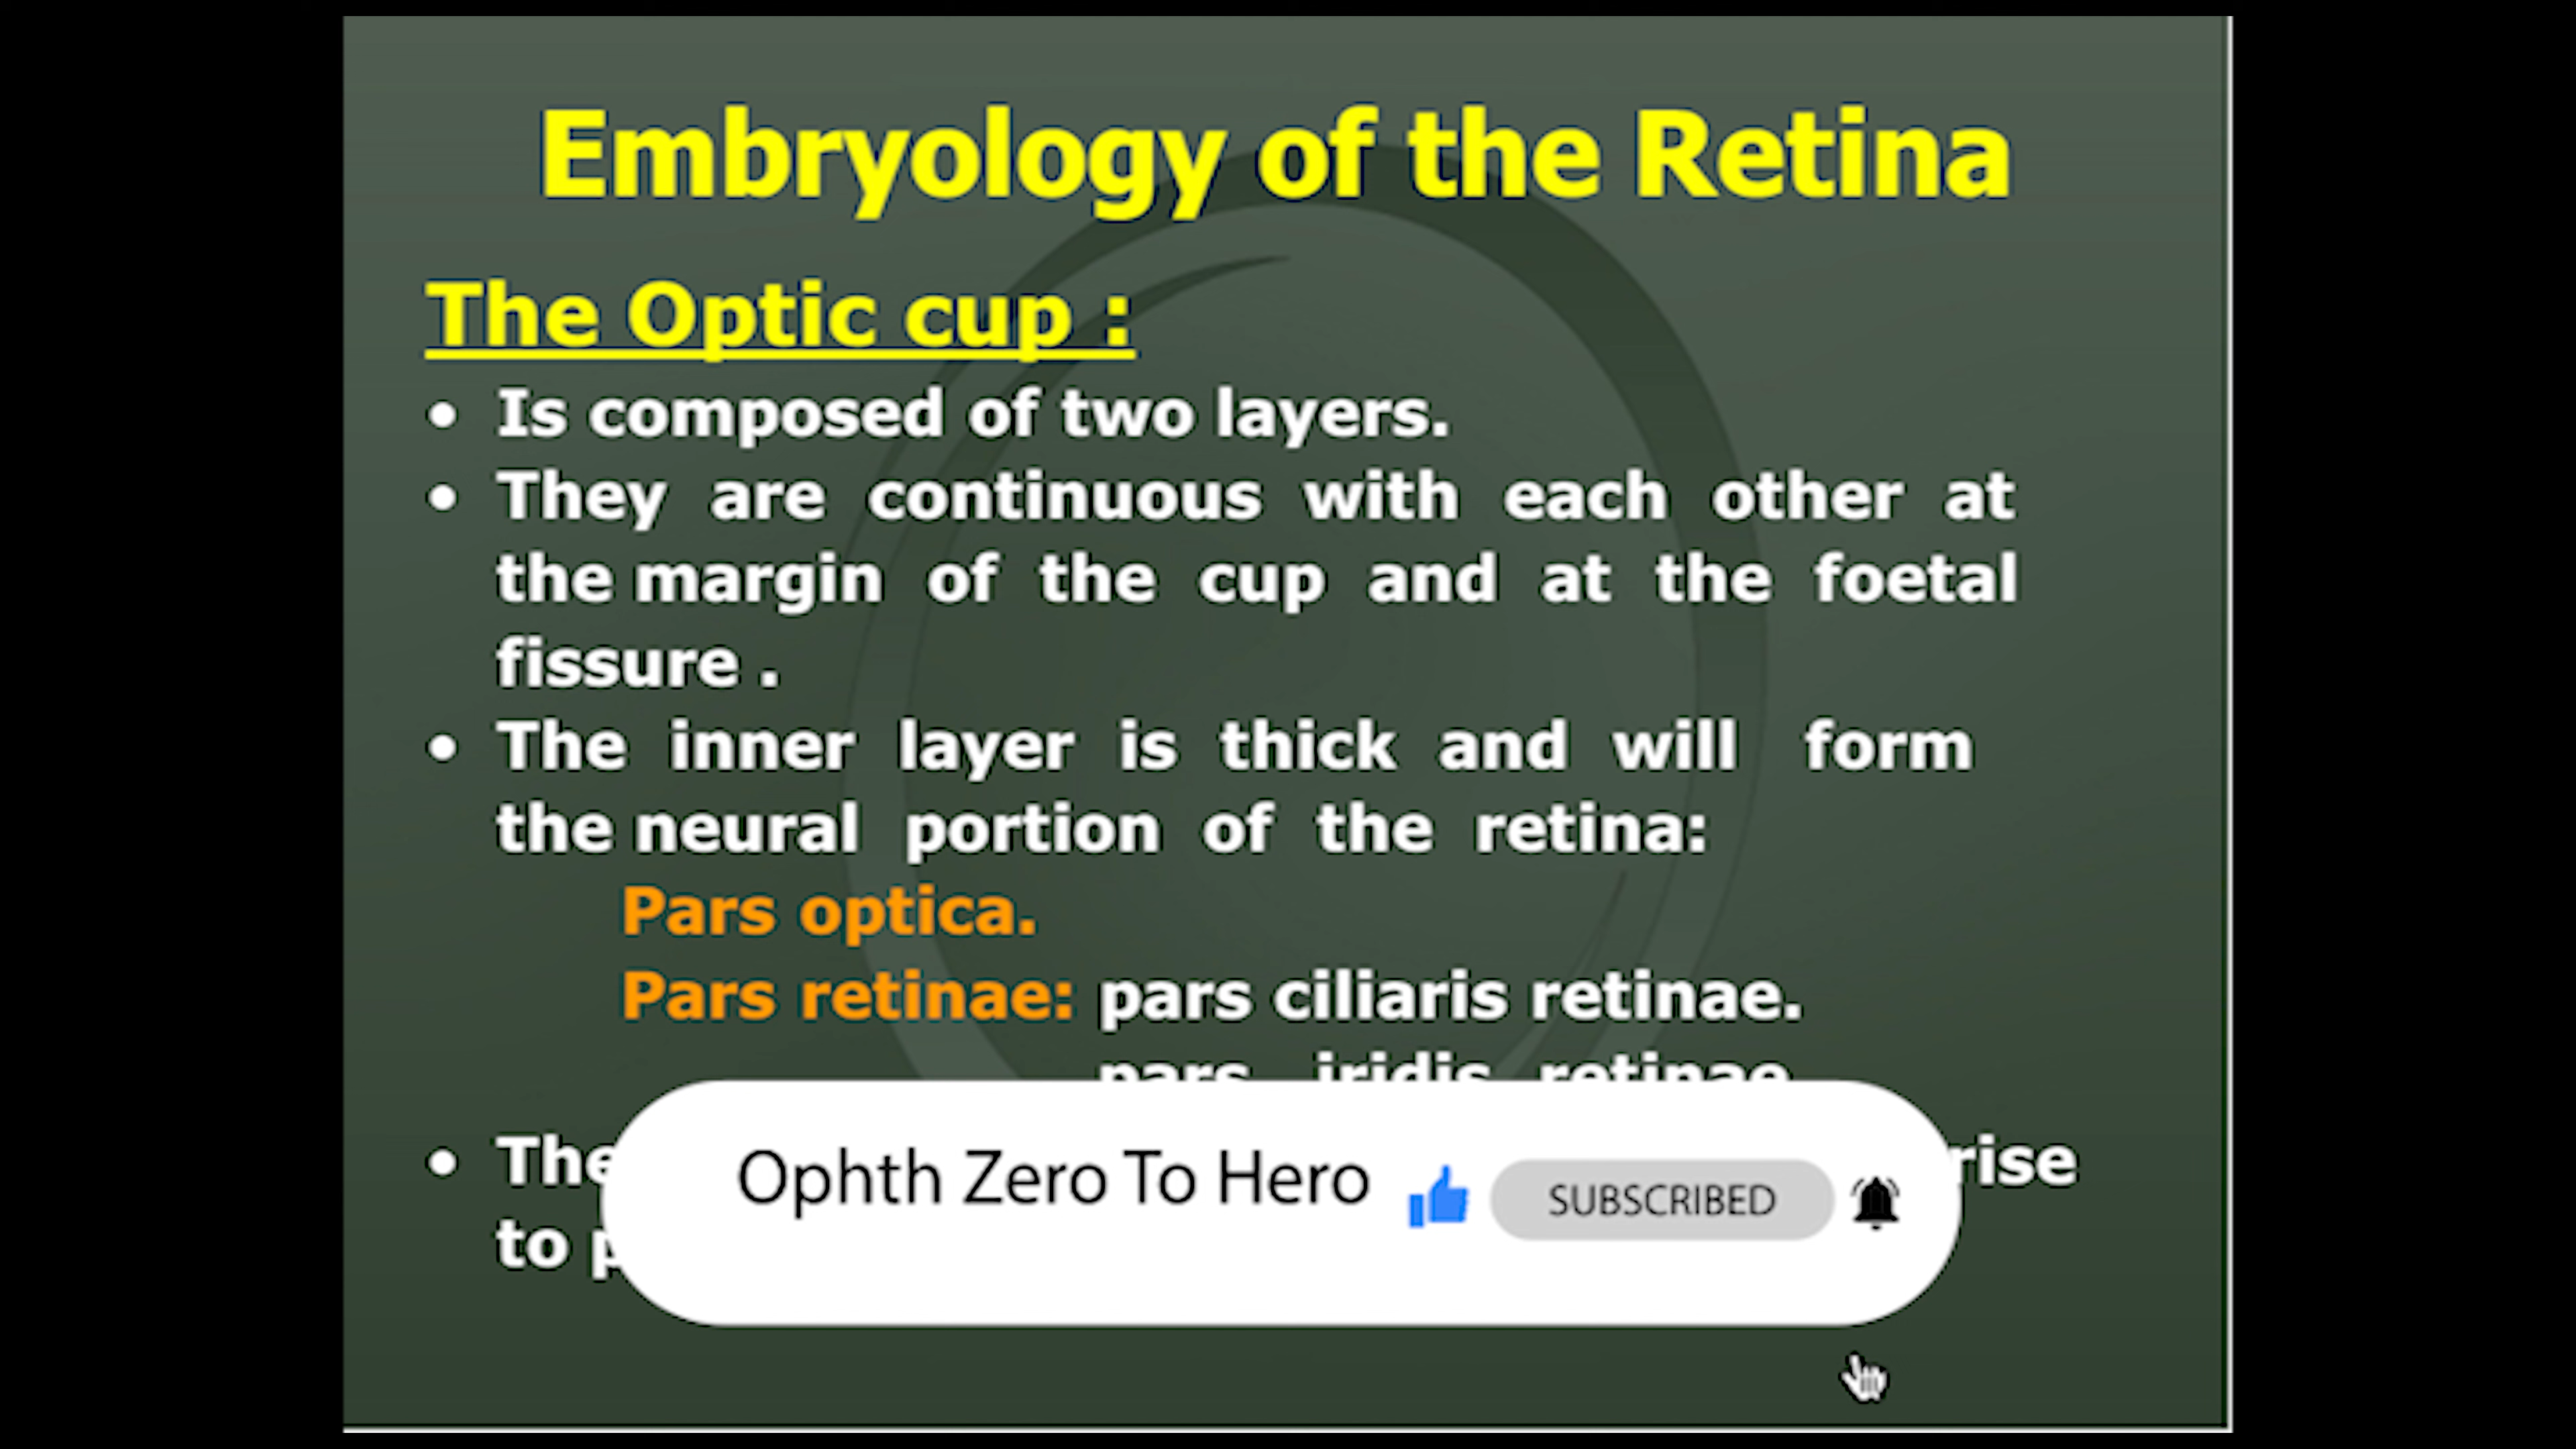 Embryology of the Retina
The Optic cup :
• Is composed of two layers.
• They are continuous with each other at
the margin of the cup and at the foetal
fissure .
• The inner layer is thick and will form
the neural portion of the retina:
Pars optica.
Pars retinae: pars ciliaris retinae.
pars iridis retinae
• The
to
Ophth Zero To Hero
SUBSCRIBED